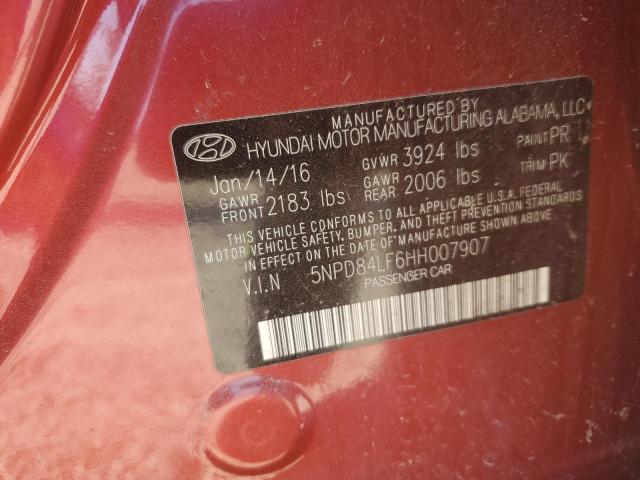 MANUFACTURED BY
HYUNDAI MOTOR MANUFACTURING ALABAMA, LLC
Jan/14/16 GVWR 3924 lbs PAINT PR
GAWR FRONT 2183 lbs GAWR REAR 2006 lbs TRIM PK
THIS VEHICLE CONFORMS TO ALL APPLICABLE U.S.A. FEDERAL
MOTOR VEHICLE SAFETY, BUMPER, AND THEFT PREVENTION STANDARDS
IN EFFECT ON THE DATE OF MANUFACTURE SHOWN ABOVE.
V.I.N 5NPD84LF6HH007907
PASSENGER CAR